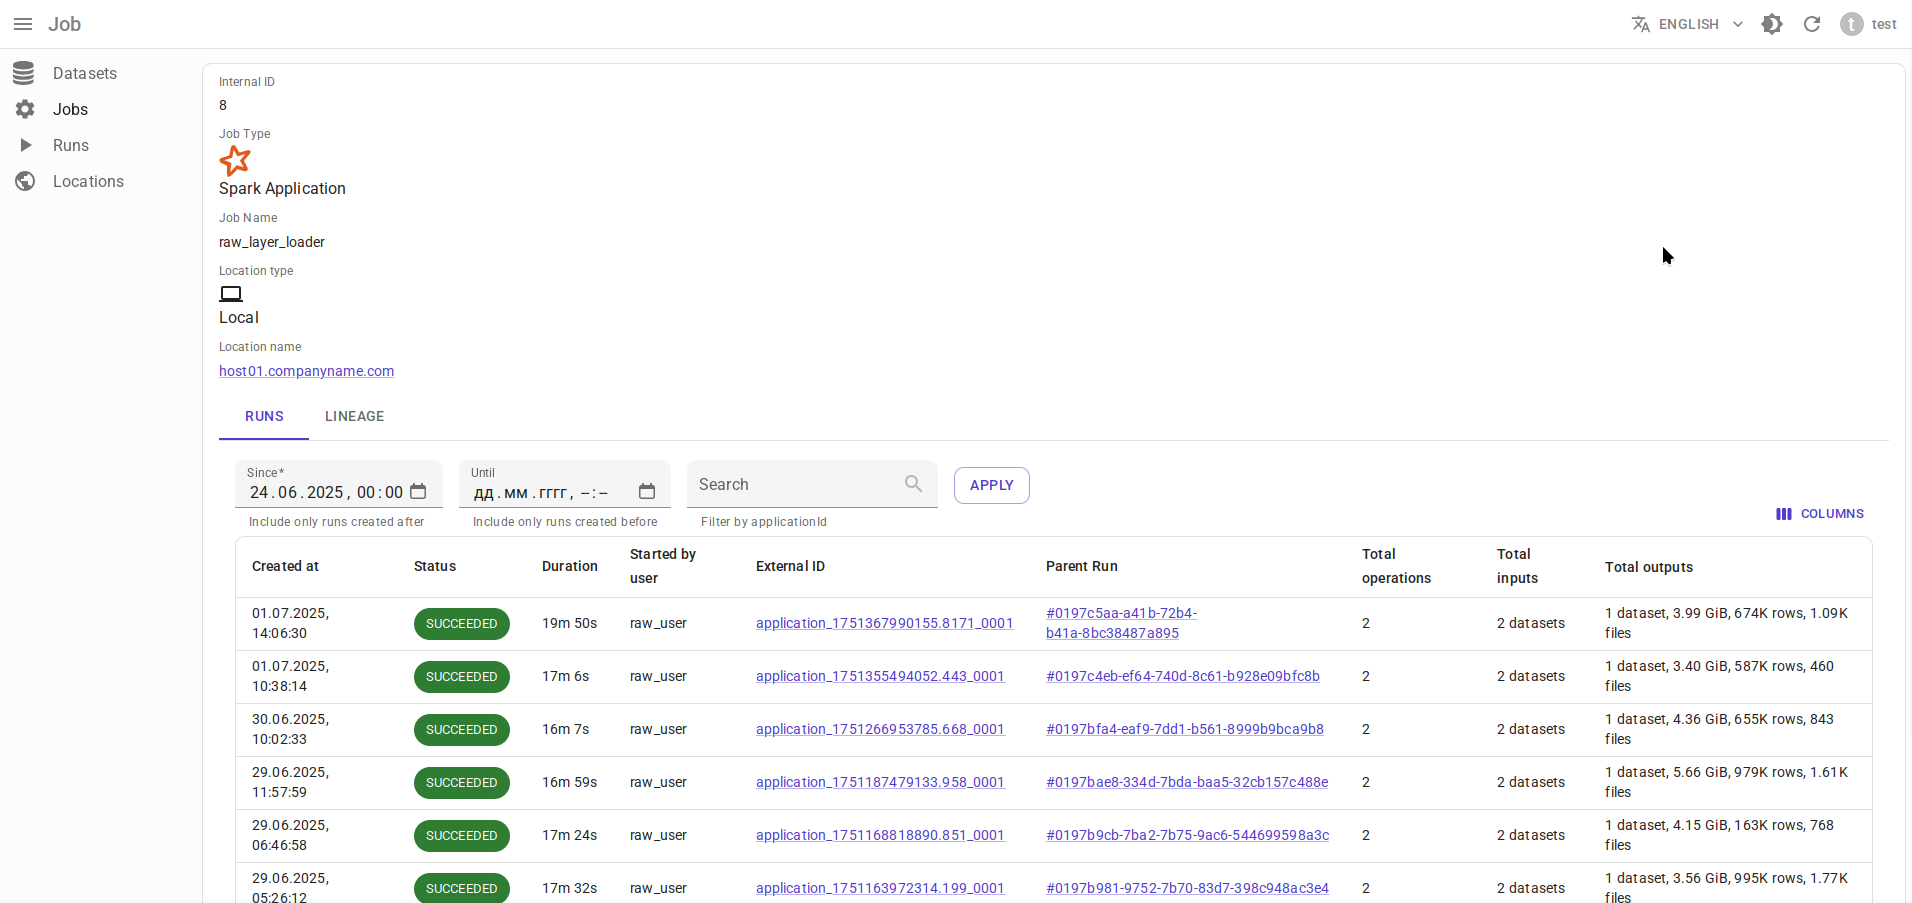 Job
ENGLISH
t
test
Datasets
Jobs
Runs
Locations
Internal ID
8
Job Type
Spark Application
Job Name
raw_layer_loader
Location type
Local
Location name
host01.companyname.com
RUNS LINEAGE
Since*
24.06.2025, 00:00
Include only runs created after
Until
дд.мм.гггг, --:--
Include only runs created before
Search
Filter by applicationId
APPLY
COLUMNS
Created at Status Duration Started by user External ID Parent Run Total operations Total inputs Total outputs
01.07.2025, 14:06:30 SUCCEEDED 19m 50s raw_user application_1751367990155.8171_0001 #0197c5aa-a41b-72b4-b41a-8bc38487a895 2 2 datasets 1 dataset, 3.99 GiB, 674K rows, 1.09K files
01.07.2025, 10:38:14 SUCCEEDED 17m 6s raw_user application_1751355494052.443_0001 #0197c4eb-ef64-740d-8c61-b928e09bfc8b 2 2 datasets 1 dataset, 3.40 GiB, 587K rows, 460 files
30.06.2025, 10:02:33 SUCCEEDED 16m 7s raw_user application_1751266953785.668_0001 #0197bfa4-eaf9-7dd1-b561-8999b9bca9b8 2 2 datasets 1 dataset, 4.36 GiB, 655K rows, 843 files
29.06.2025, 11:57:59 SUCCEEDED 16m 59s raw_user application_1751187479133.958_0001 #0197bae8-334d-7bda-baa5-32cb157c488e 2 2 datasets 1 dataset, 5.66 GiB, 979K rows, 1.61K files
29.06.2025, 06:46:58 SUCCEEDED 17m 24s raw_user application_1751168818890.851_0001 #0197b9cb-7ba2-7b75-9ac6-544699598a3c 2 2 datasets 1 dataset, 4.15 GiB, 163K rows, 768 files
29.06.2025, 05:26:12 SUCCEEDED 17m 32s raw_user application_1751163972314.199_0001 #0197b981-9752-7b70-83d7-398c948ac3e4 2 2 datasets 1 dataset, 3.56 GiB, 995K rows, 1.77K files